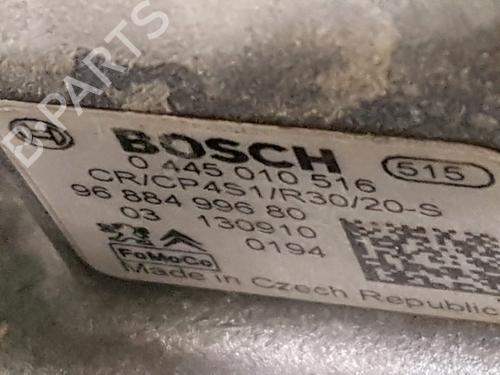 B-PARTS
BOSCH
0 445 010 516
515
CR/CP4S1/R30/20-S
96 884 996 80
03 130910
0194
FoMoCo
Made in Czech Republic